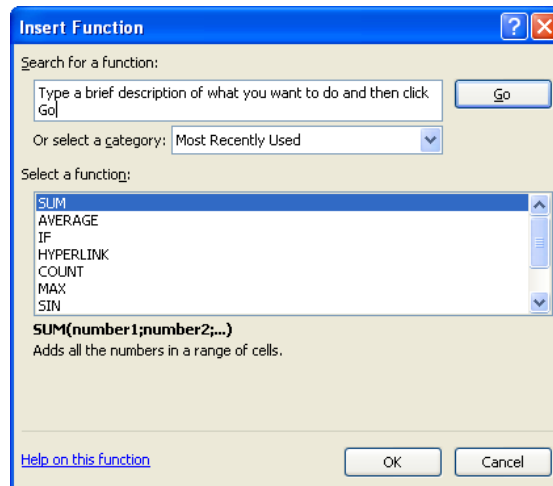 Insert Function
Search for a function:
Type a brief description of what you want to do and then click
Go
Go
Or select a category: Most Recently Used
Select a function:
SUM
AVERAGE
IF
HYPERLINK
COUNT
MAX
SIN
SUM(number1;number2;...)
Adds all the numbers in a range of cells.
Help on this function
OK
Cancel